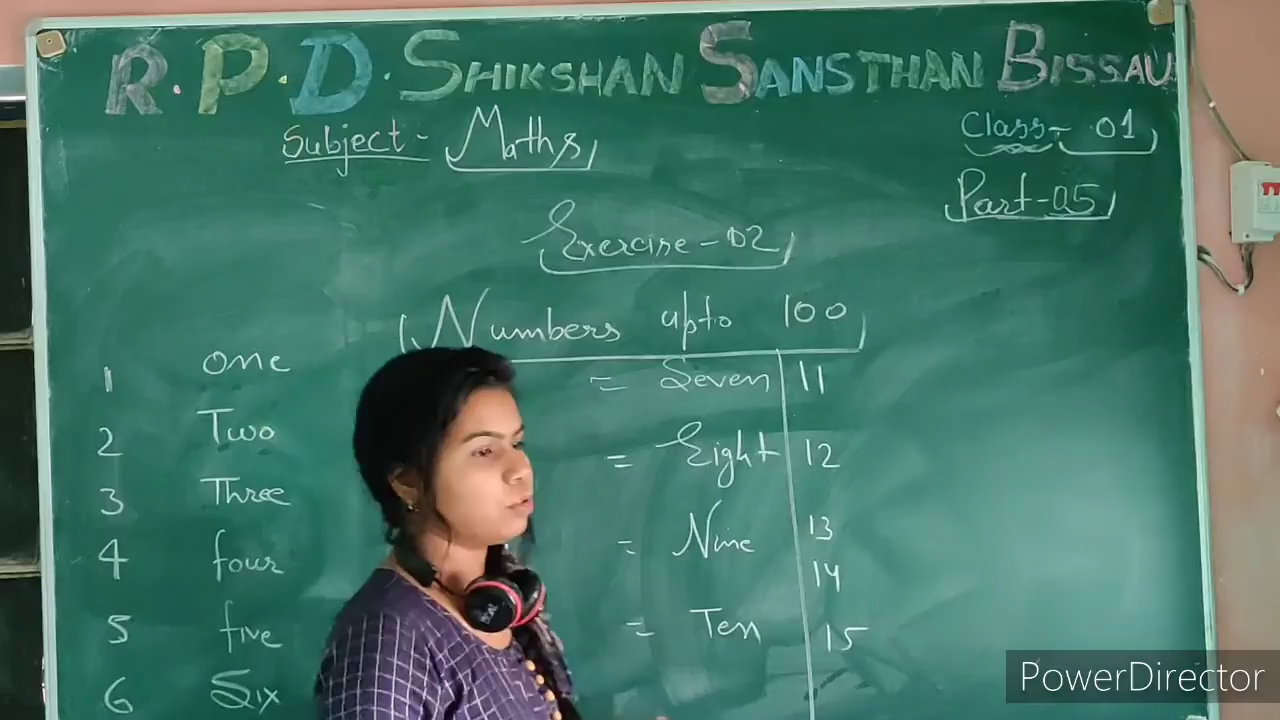 R.P.D. SHIKSHAN SANSTHAN BISSAU
Subject - Maths
Class - 01
Part - 05
Exercise - 02
Numbers upto 100
1 one
2 Two
3 Three
4 four
5 five
6 Six
= Seven
= Eight
= Nine
= Ten
11
12
13
14
15
PowerDirector